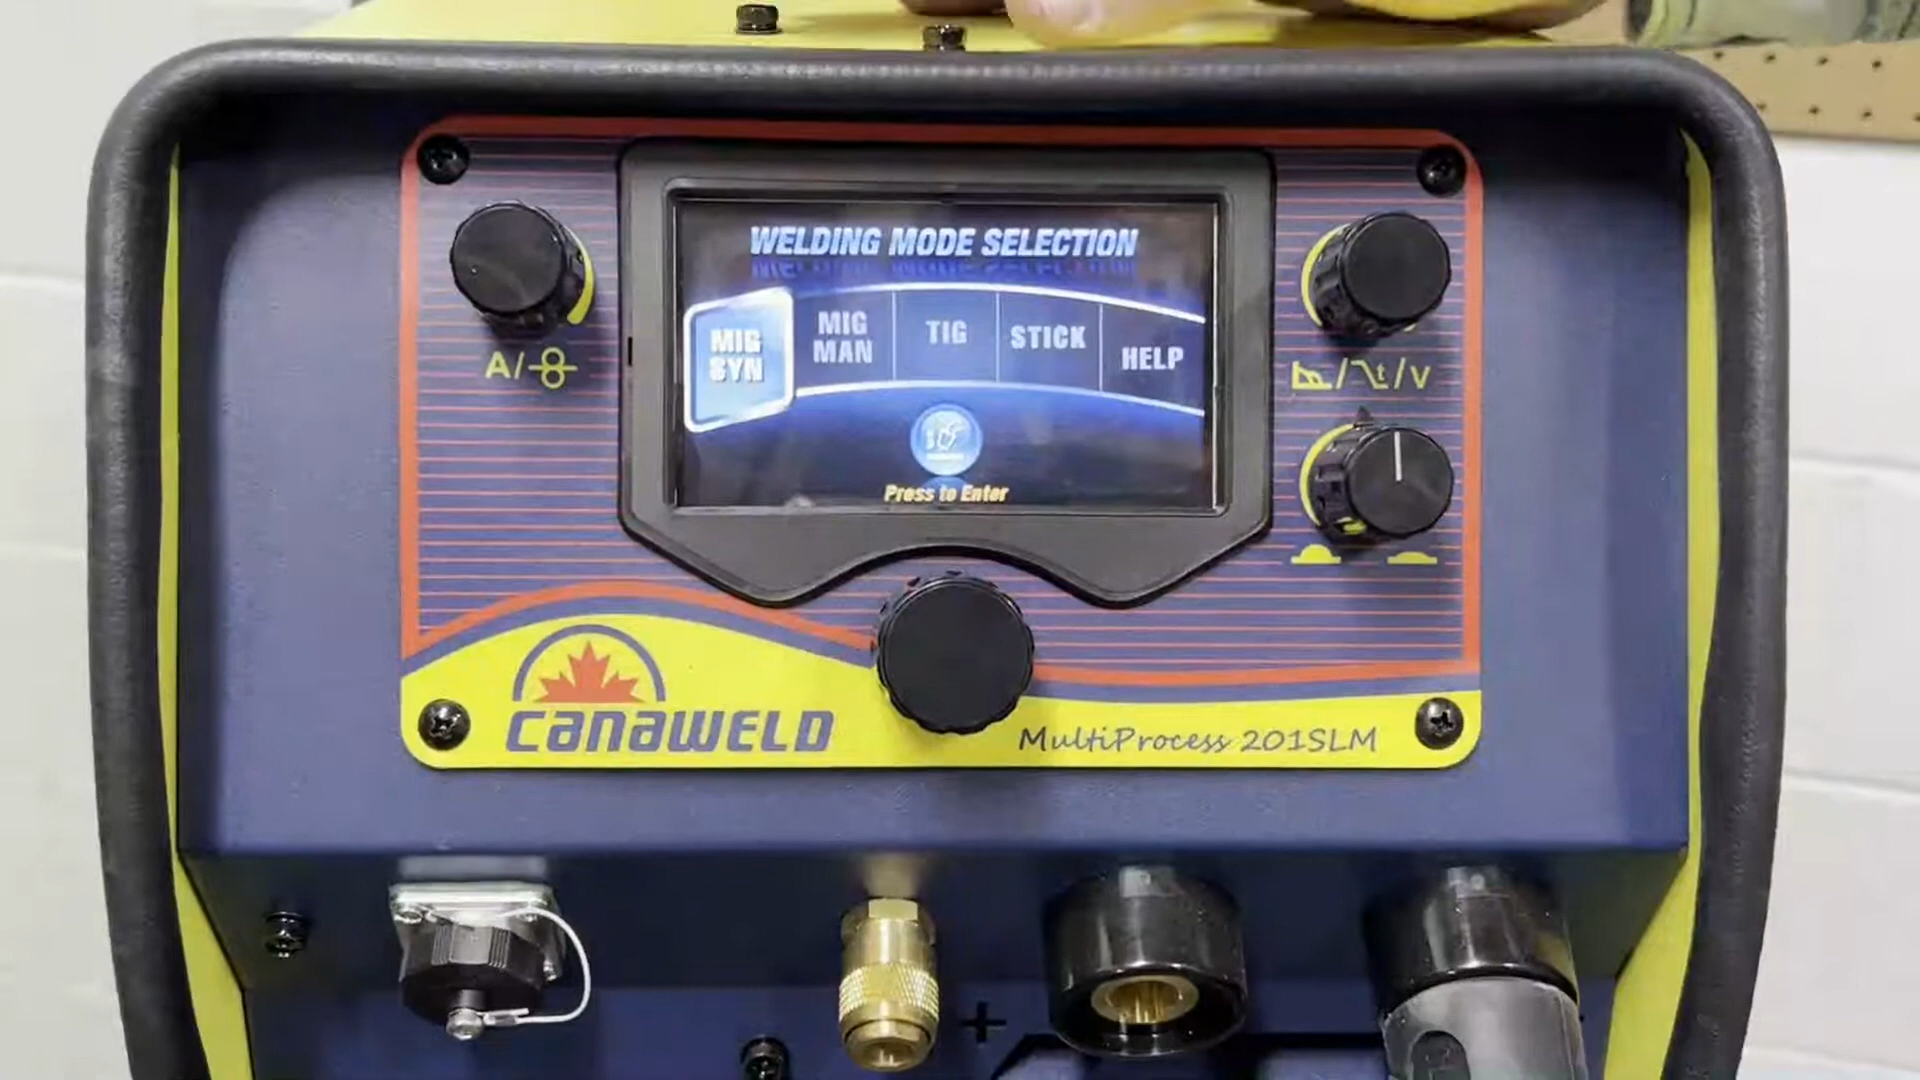 WELDING MODE SELECTION
MIG SYN
MIG MAN
TIG
STICK
HELP
Press to Enter
A/
/t/V
CANAWELD
MultiProcess 201SLM
+